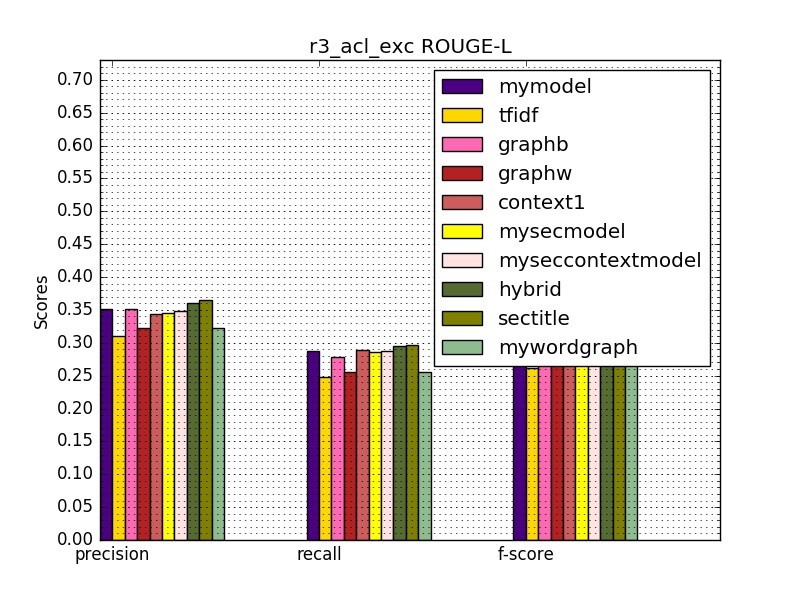 r3_acl_exc ROUGE-L
0.70
0.65
0.60
0.55
0.50
0.45
0.40
0.35
0.30
0.25
0.20
0.15
0.10
0.05
0.00
Scores
mymodel
tfidf
graphb
graphw
context1
mysecmodel
myseccontextmodel
hybrid
sectitle
mywordgraph
precision
recall
f-score